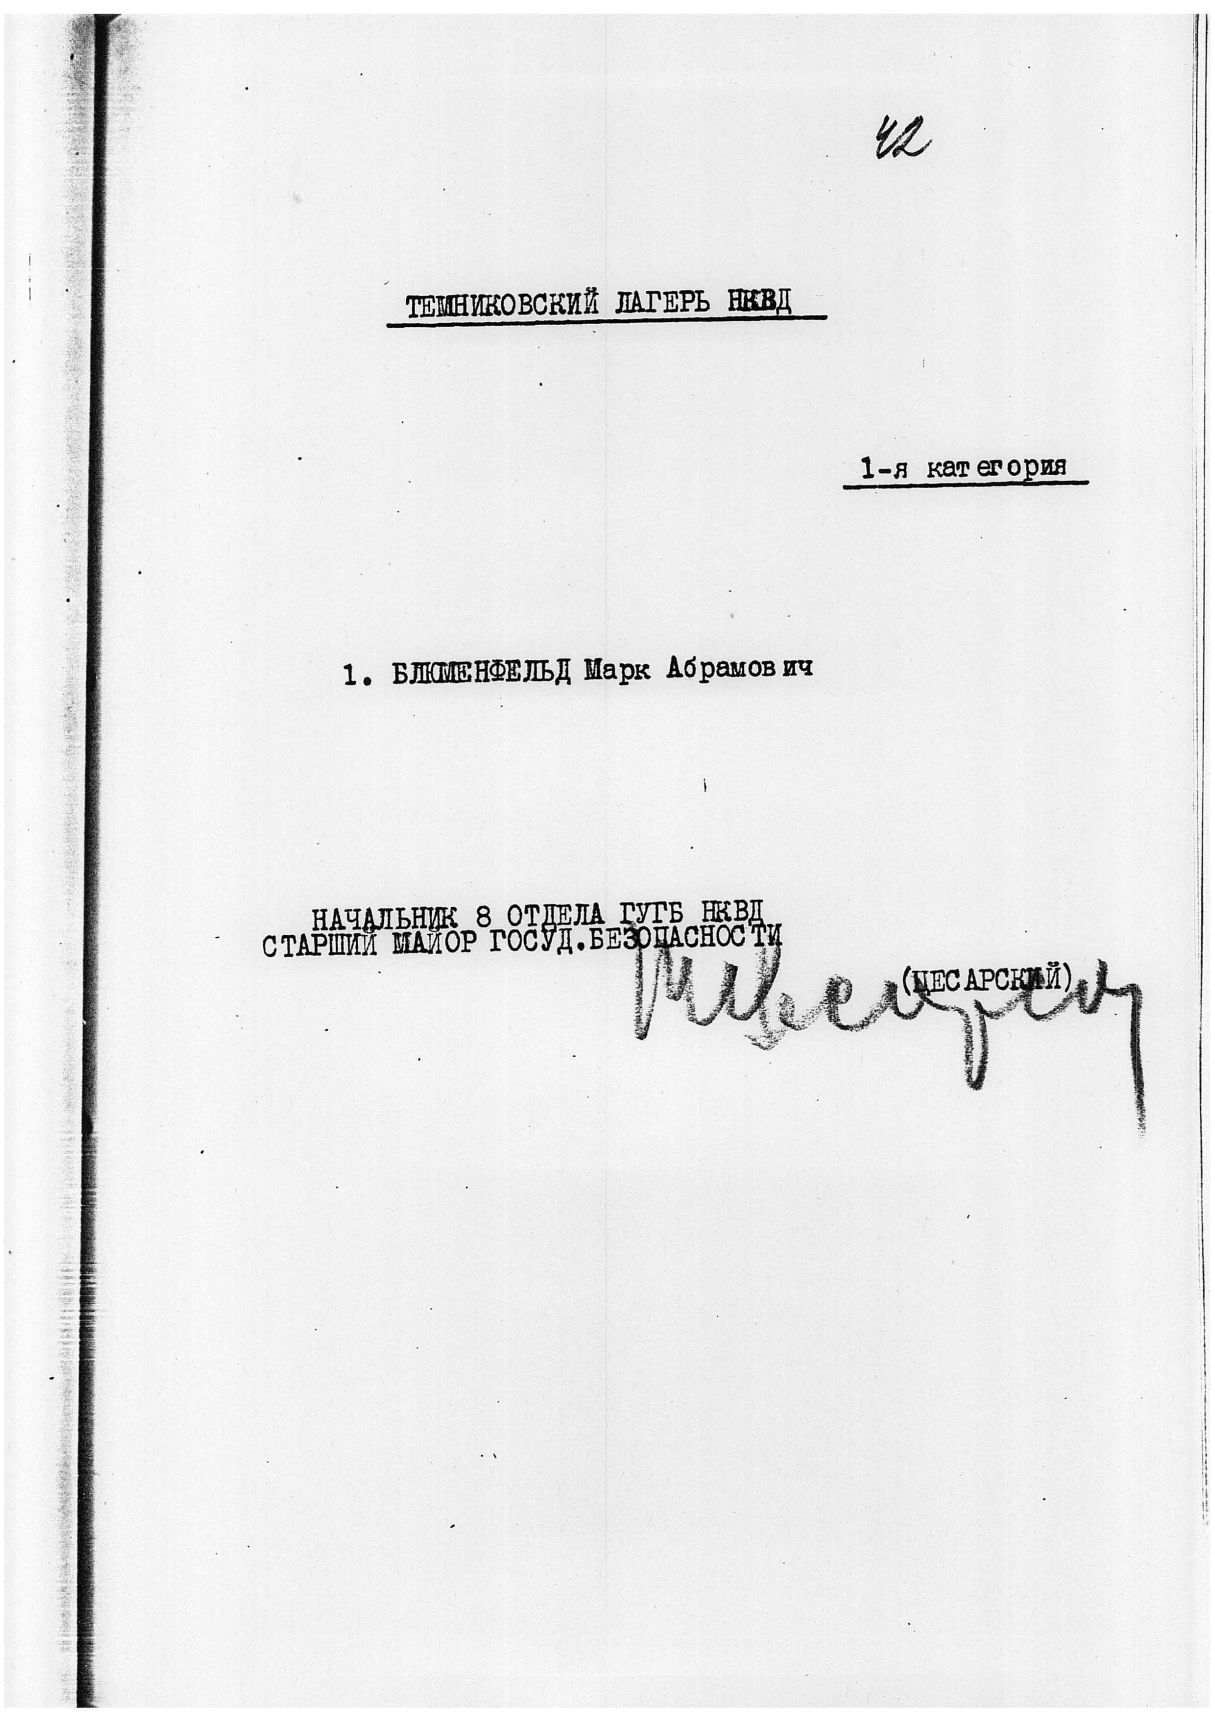 42
ТЕМНИКОВСКИЙ ЛАГЕРЬ НКВД
1-я категория
1. БЛЮМЕНФЕЛЬД Марк Абрамович
НАЧАЛЬНИК 8 ОТДЕЛА ГУГБ НКВД
СТАРШИЙ МАЙОР ГОСУД.БЕЗОПАСНОСТИ
(ЦЕСАРСКИЙ)